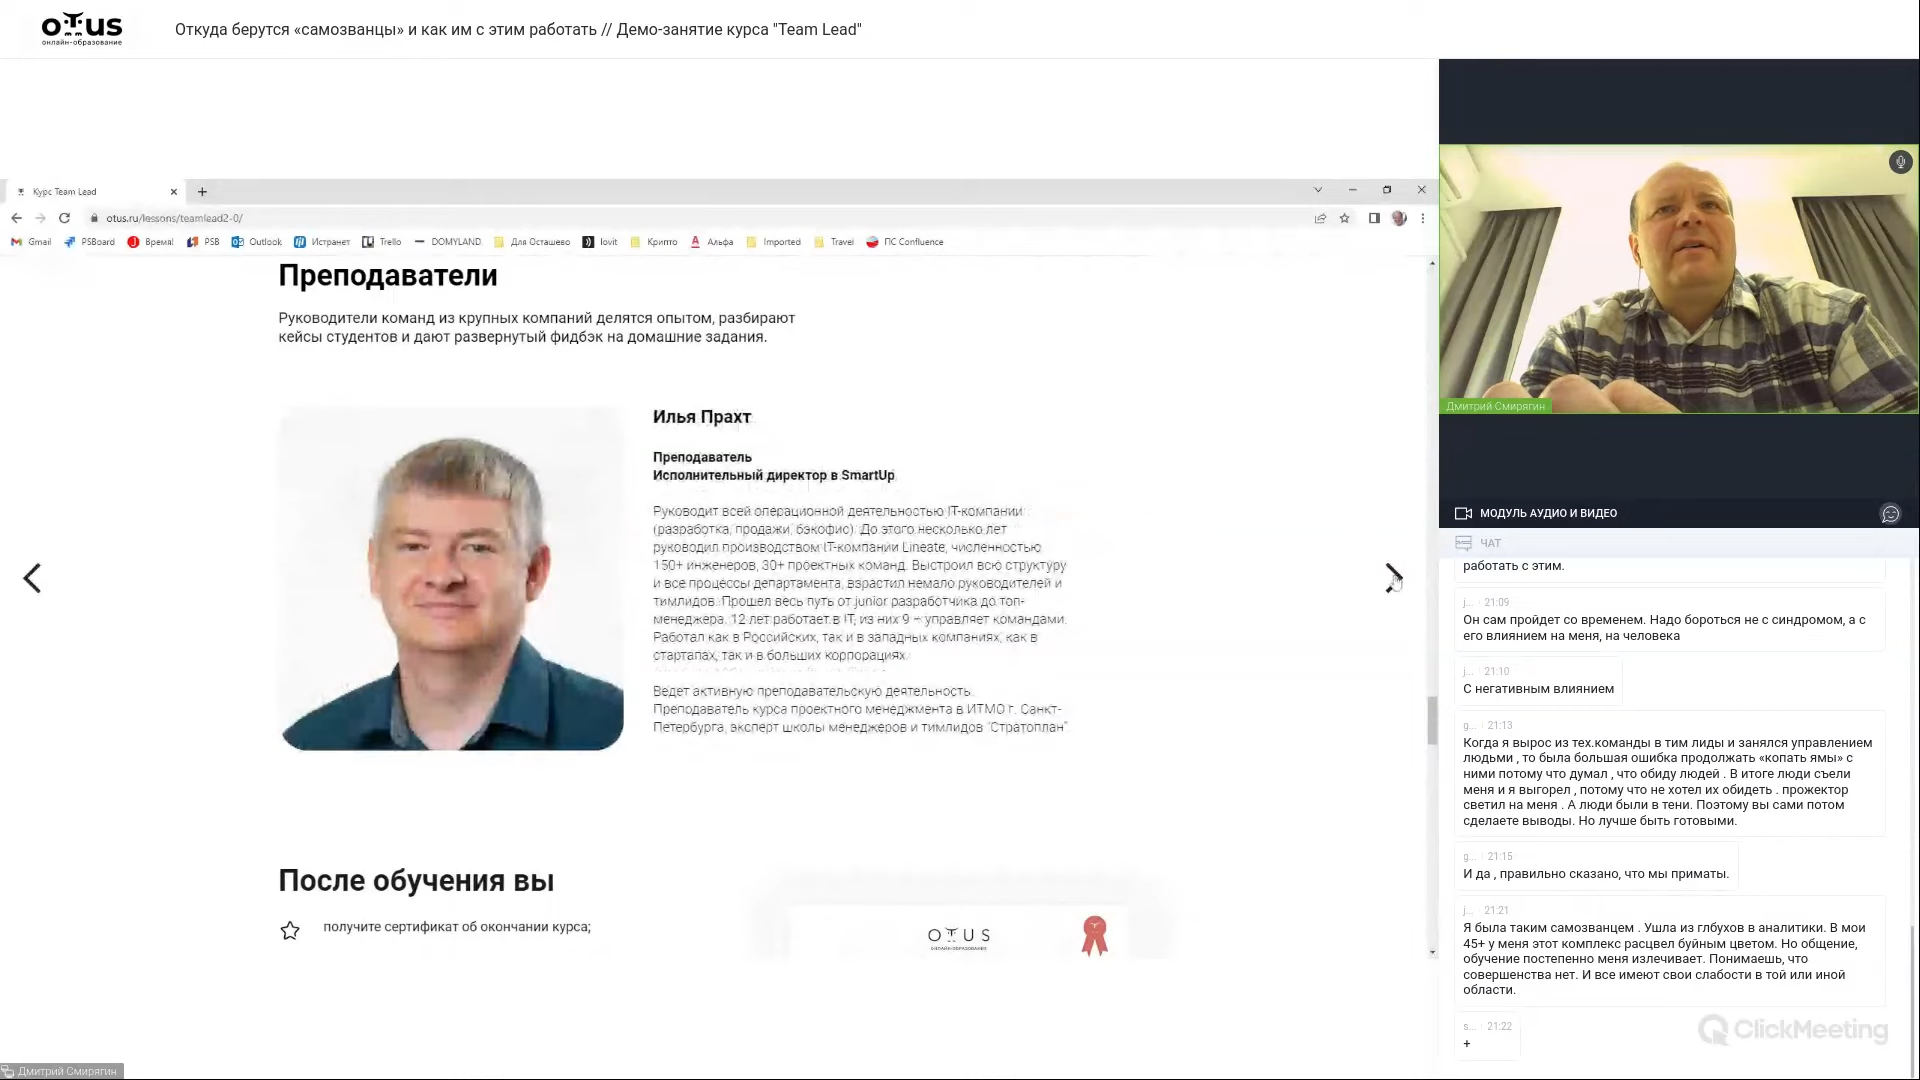 отus
онлайн-образование
Откуда берутся «самозванцы» и как им с этим работать // Демо-занятие курса "Team Lead"
Курс Team Lead
otus.ru/lessons/teamlead2-0/
Gmail
PSBoard
Время!
PSB
Outlook
Истранет
Trello
DOMYLAND
Для Осташево
lovit
Крипто
Альфа
Imported
Travel
ПС Confluence
Преподаватели
Руководители команд из крупных компаний делятся опытом, разбирают
кейсы студентов и дают развернутый фидбэк на домашние задания.
Илья Прахт
Преподаватель
Исполнительный директор в SmartUp
Руководит всей операционной деятельностью IT-компании
(разработка, продажи, бэкофис). До этого несколько лет
руководил производством IT-компании Lineate, численностью
150+ инженеров, 30+ проектных команд. Выстроил всю структуру
и все процессы департамента, взрастил немало руководителей и
тимлидов. Прошел весь путь от junior разработчика до топ-
менеджера. 12 лет работает в IT, из них 9 – управляет командами.
Работал как в Российских, так и в западных компаниях, как в
стартапах, так и в больших корпорациях.
Ведет активную преподавательскую деятельность.
Преподаватель курса проектного менеджмента в ИТМО г. Санкт-
Петербурга, эксперт школы менеджеров и тимлидов "Стратоплан"
После обучения вы
получите сертификат об окончании курса;
OTUS
ОНЛАЙН-ОБРАЗОВАНИЕ
Дмитрий Смирягин
Дмитрий Смирягин
МОДУЛЬ АУДИО И ВИДЕО
ЧАТ
работать с этим.
j... 21:09
Он сам пройдет со временем. Надо бороться не с синдромом, а с
его влиянием на меня, на человека
j... 21:10
С негативным влиянием
g... 21:13
Когда я вырос из тех.команды в тим лиды и занялся управлением
людьми , то была большая ошибка продолжать «копать ямы» с
ними потому что думал , что обиду людей . В итоге люди съели
меня и я выгорел , потому что не хотел их обидеть . прожектор
светил на меня . А люди были в тени. Поэтому вы сами потом
сделаете выводы. Но лучше быть готовыми.
g... 21:15
И да , правильно сказано, что мы приматы.
j... 21:21
Я была таким самозванцем . Ушла из глбухов в аналитики. В мои
45+ у меня этот комплекс расцвел буйным цветом. Но общение,
обучение постепенно меня излечивает. Понимаешь, что
совершенства нет. И все имеют свои слабости в той или иной
области.
s... 21:22
+
ClickMeeting